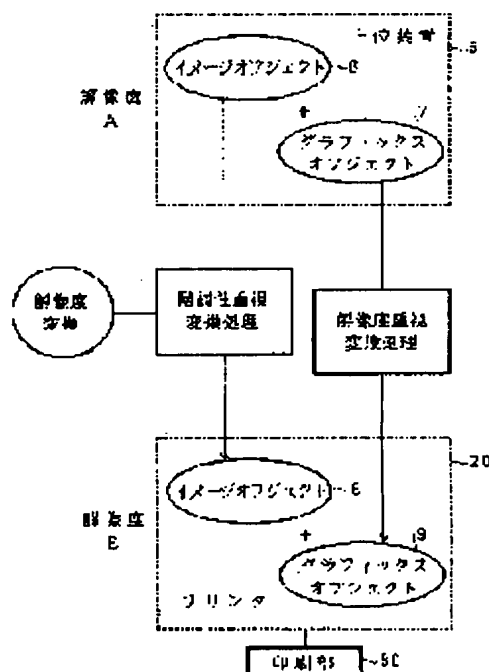 上位装置
5
イメージオブジェクト
解像度
A
+
7
グラフィックス
オブジェクト
解像度
変換
階調性重視
変換処理
解像度重視
変換処理
20
イメージオブジェクト
解像度
B
+
9
グラフィックス
オブジェクト
プリンタ
印刷部
50